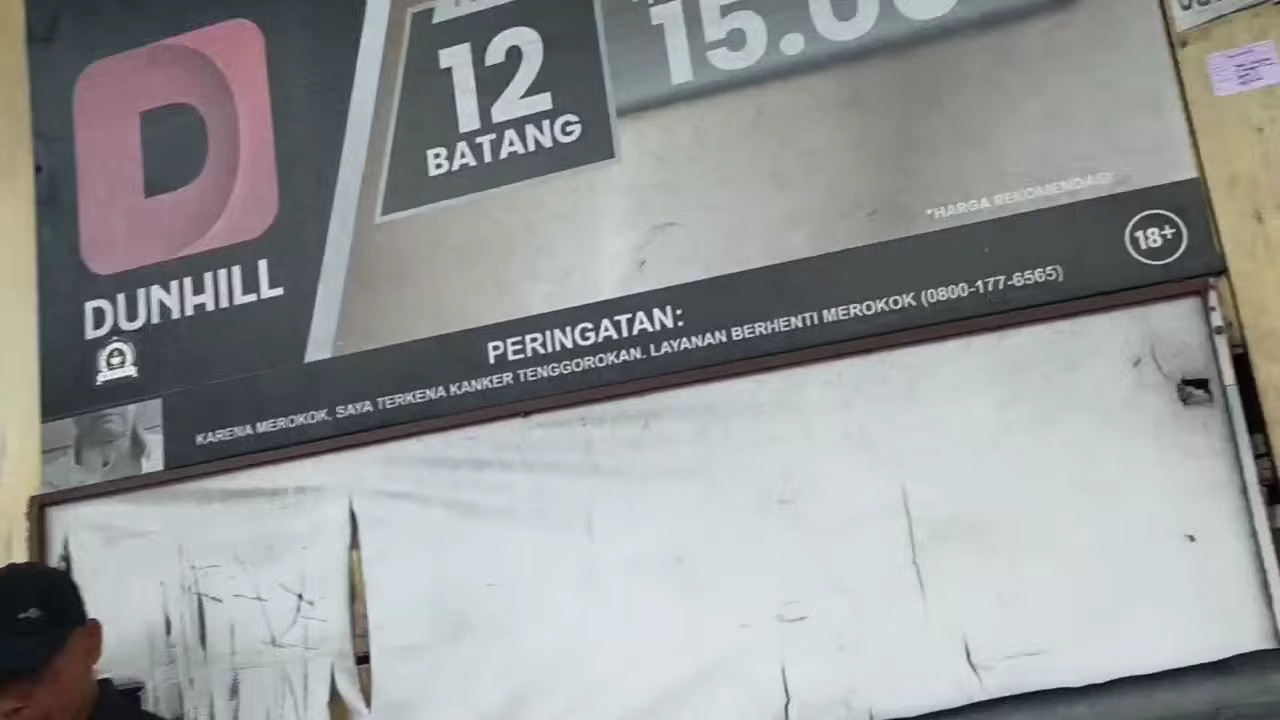 DUNHILL
12
BATANG
*HARGA REKOMENDASI
18+
PERINGATAN:
KARENA MEROKOK, SAYA TERKENA KANKER TENGGOROKAN. LAYANAN BERHENTI MEROKOK (0800-177-6565)